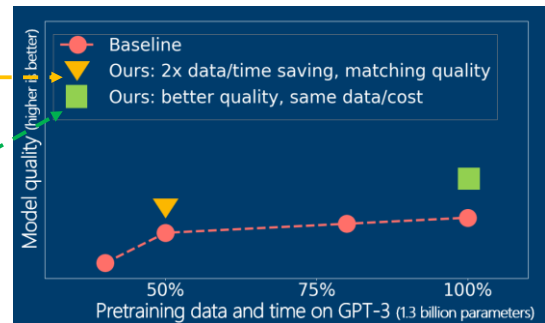 Baseline
Ours: 2x data/time saving, matching quality
Ours: better quality, same data/cost
Model quality (higher is better)
50%
75%
100%
Pretraining data and time on GPT-3 (1.3 billion parameters)